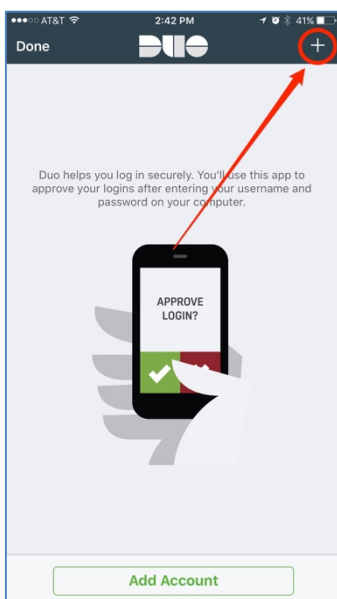 AT&T 2:42 PM 41%
Done DUO +
Duo helps you log in securely. You'll use this app to
approve your logins after entering your username and
password on your computer.
APPROVE
LOGIN?
Add Account